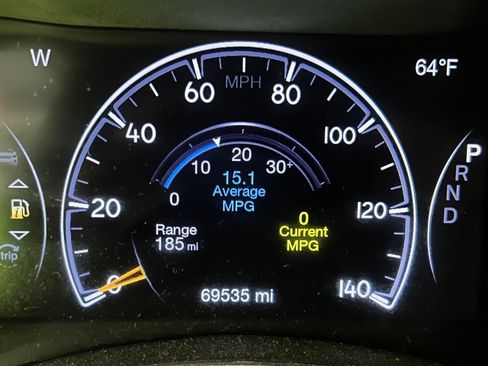 W
64°F
MPH
0
20
40
60
80
100
120
140
0
10
20
30+
15.1
Average
MPG
Range
185 mi
0
Current
MPG
69535 mi
trip
P
R
N
D